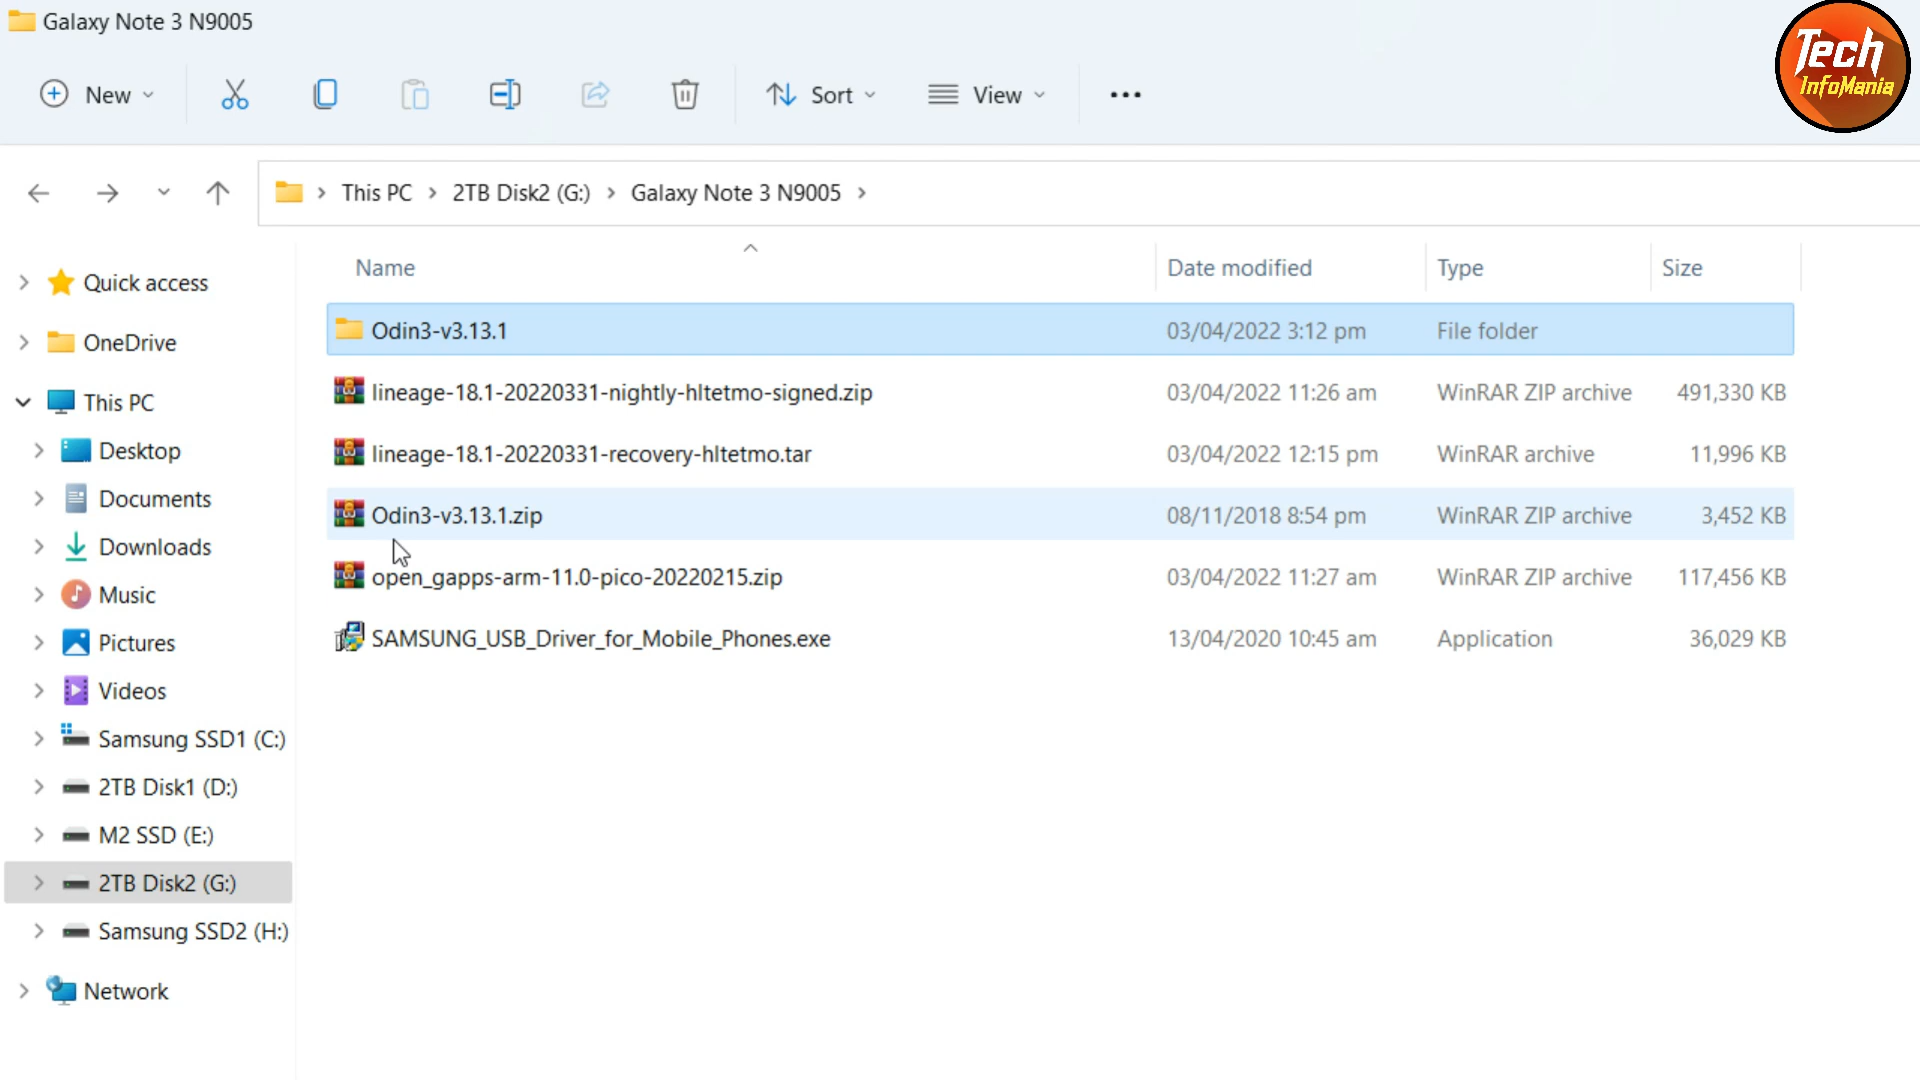 Galaxy Note 3 N9005
New
Sort
View
Tech
InfoMania
This PC
2TB Disk2 (G:)
Galaxy Note 3 N9005
Quick access
OneDrive
This PC
Desktop
Documents
Downloads
Music
Pictures
Videos
Samsung SSD1 (C:)
2TB Disk1 (D:)
M2 SSD (E:)
2TB Disk2 (G:)
Samsung SSD2 (H:)
Network
Name Date modified Type Size
Odin3-v3.13.1 03/04/2022 3:12 pm File folder
lineage-18.1-20220331-nightly-hltetmo-signed.zip 03/04/2022 11:26 am WinRAR ZIP archive 491,330 KB
lineage-18.1-20220331-recovery-hltetmo.tar 03/04/2022 12:15 pm WinRAR archive 11,996 KB
Odin3-v3.13.1.zip 08/11/2018 8:54 pm WinRAR ZIP archive 3,452 KB
open_gapps-arm-11.0-pico-20220215.zip 03/04/2022 11:27 am WinRAR ZIP archive 117,456 KB
SAMSUNG_USB_Driver_for_Mobile_Phones.exe 13/04/2020 10:45 am Application 36,029 KB